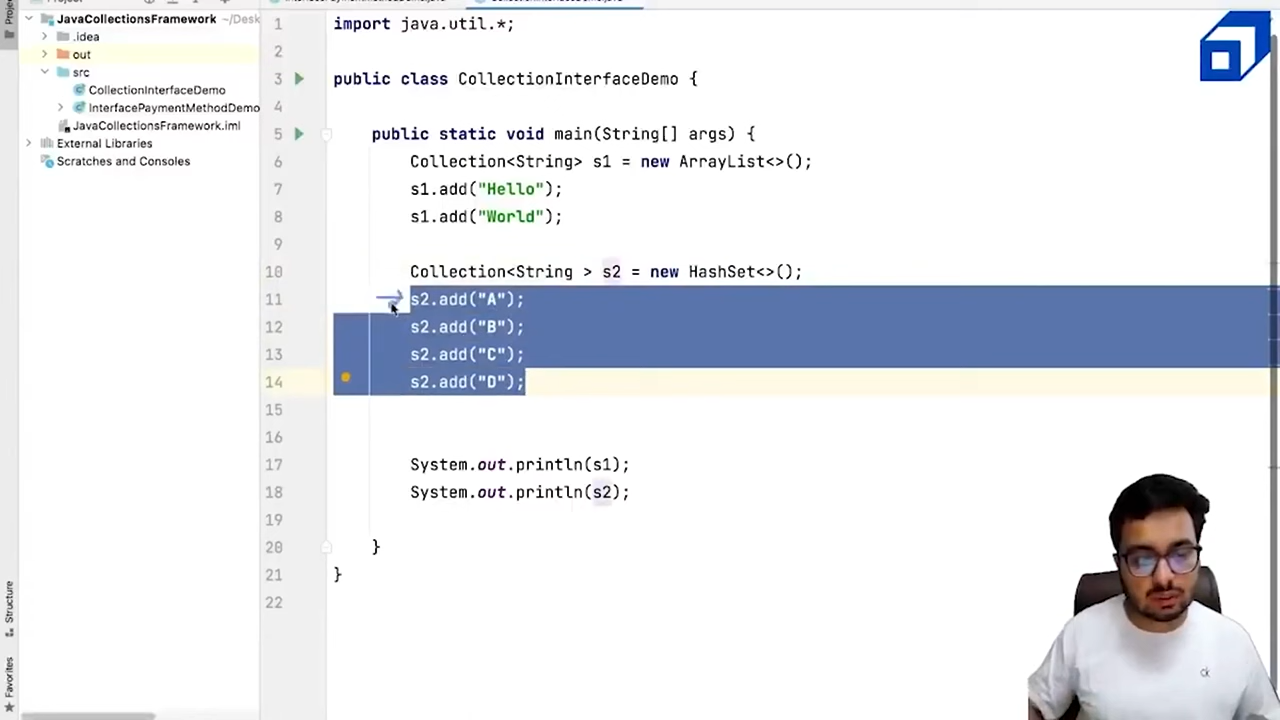 JavaCollectionsFramework ~/Desk
.idea
out
src
CollectionInterfaceDemo
InterfacePaymentMethodDemo
JavaCollectionsFramework.iml
External Libraries
Scratches and Consoles
Structure
Favorites
1 import java.util.*;
2
3 public class CollectionInterfaceDemo {
4
5 public static void main(String[] args) {
6 Collection<String> s1 = new ArrayList<>();
7 s1.add("Hello");
8 s1.add("World");
9
10 Collection<String > s2 = new HashSet<>();
11 s2.add("A");
12 s2.add("B");
13 s2.add("C");
14 s2.add("D");
15
16
17 System.out.println(s1);
18 System.out.println(s2);
19
20 }
21 }
22